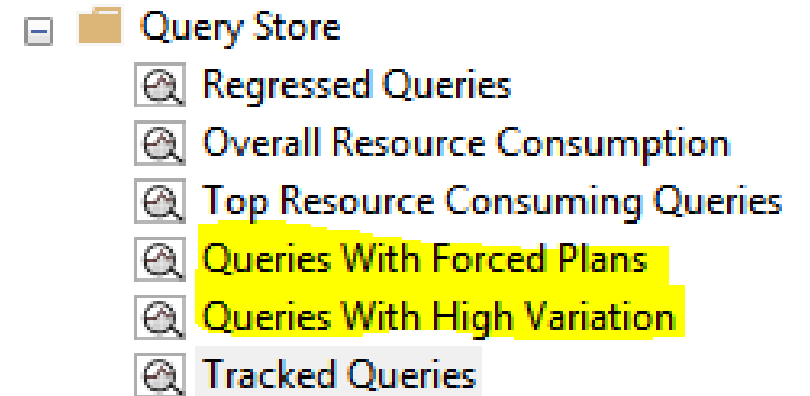 Query Store
Regressed Queries
Overall Resource Consumption
Top Resource Consuming Queries
Queries With Forced Plans
Queries With High Variation
Tracked Queries